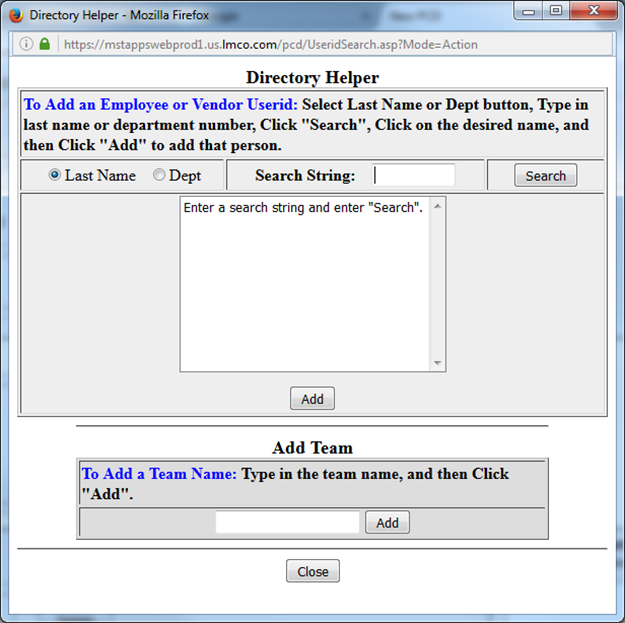 Directory Helper - Mozilla Firefox
https://mstappswebprod1.us.lmco.com/pcd/UseridSearch.asp?Mode=Action
Directory Helper
To Add an Employee or Vendor Userid: Select Last Name or Dept button, Type in
last name or department number, Click "Search", Click on the desired name, and
then Click "Add" to add that person.
Last Name Dept Search String: Search
Enter a search string and enter "Search".
Add
Add Team
To Add a Team Name: Type in the team name, and then Click
"Add".
Add
Close